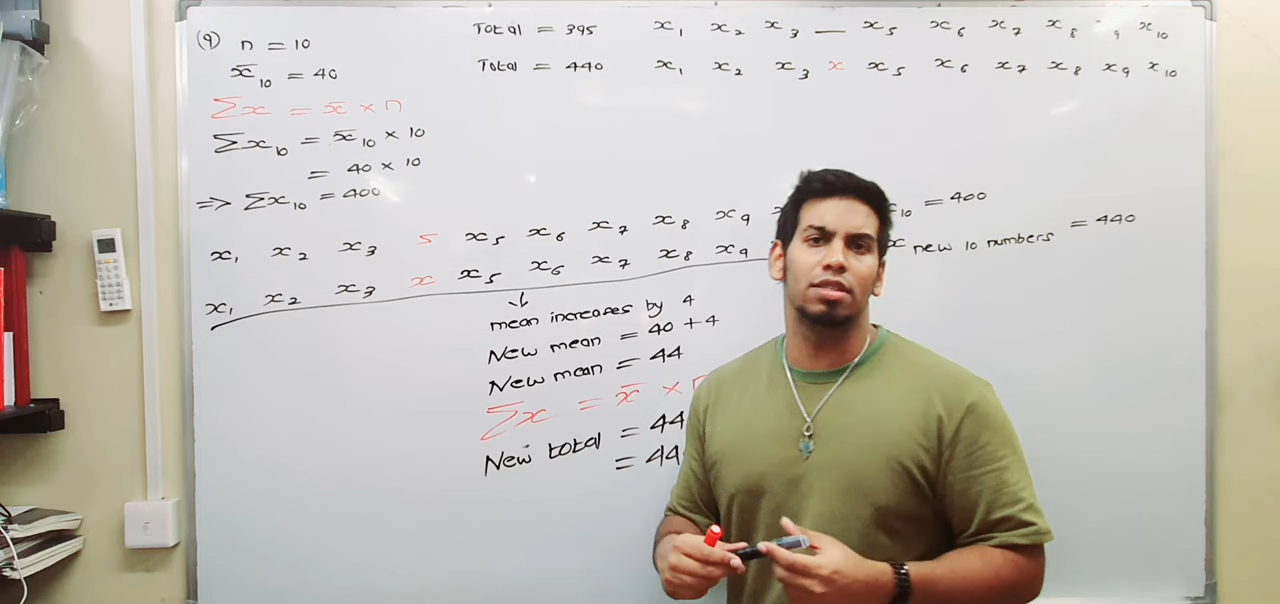 (9) n = 10
x̄₁₀ = 40
Σx = x̄ × n
Σx₁₀ = x̄₁₀ × 10
= 40 × 10
⇒ Σx₁₀ = 400
Total = 395 x₁ x₂ x₃ — x₅ x₆ x₇ x₈ ₉ x₁₀
Total = 440 x₁ x₂ x₃ x x₅ x₆ x₇ x₈ x₉ x₁₀
x₁ x₂ x₃ 5 x₅ x₆ x₇ x₈ x₉ ₁₀ = 400
x₁ x₂ x₃ x x₅ x₆ x₇ x₈ x₉ x new 10 numbers = 440
mean increases by 4
New mean = 40 + 4
New mean = 44
Σx = x̄ ×
New total = 44
= 44